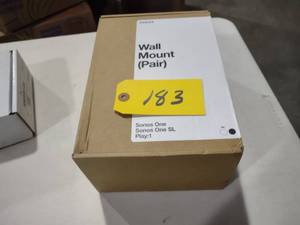 Wall
Mount
(Pair)
183
Sonos One
Sonos One SL
Play:1